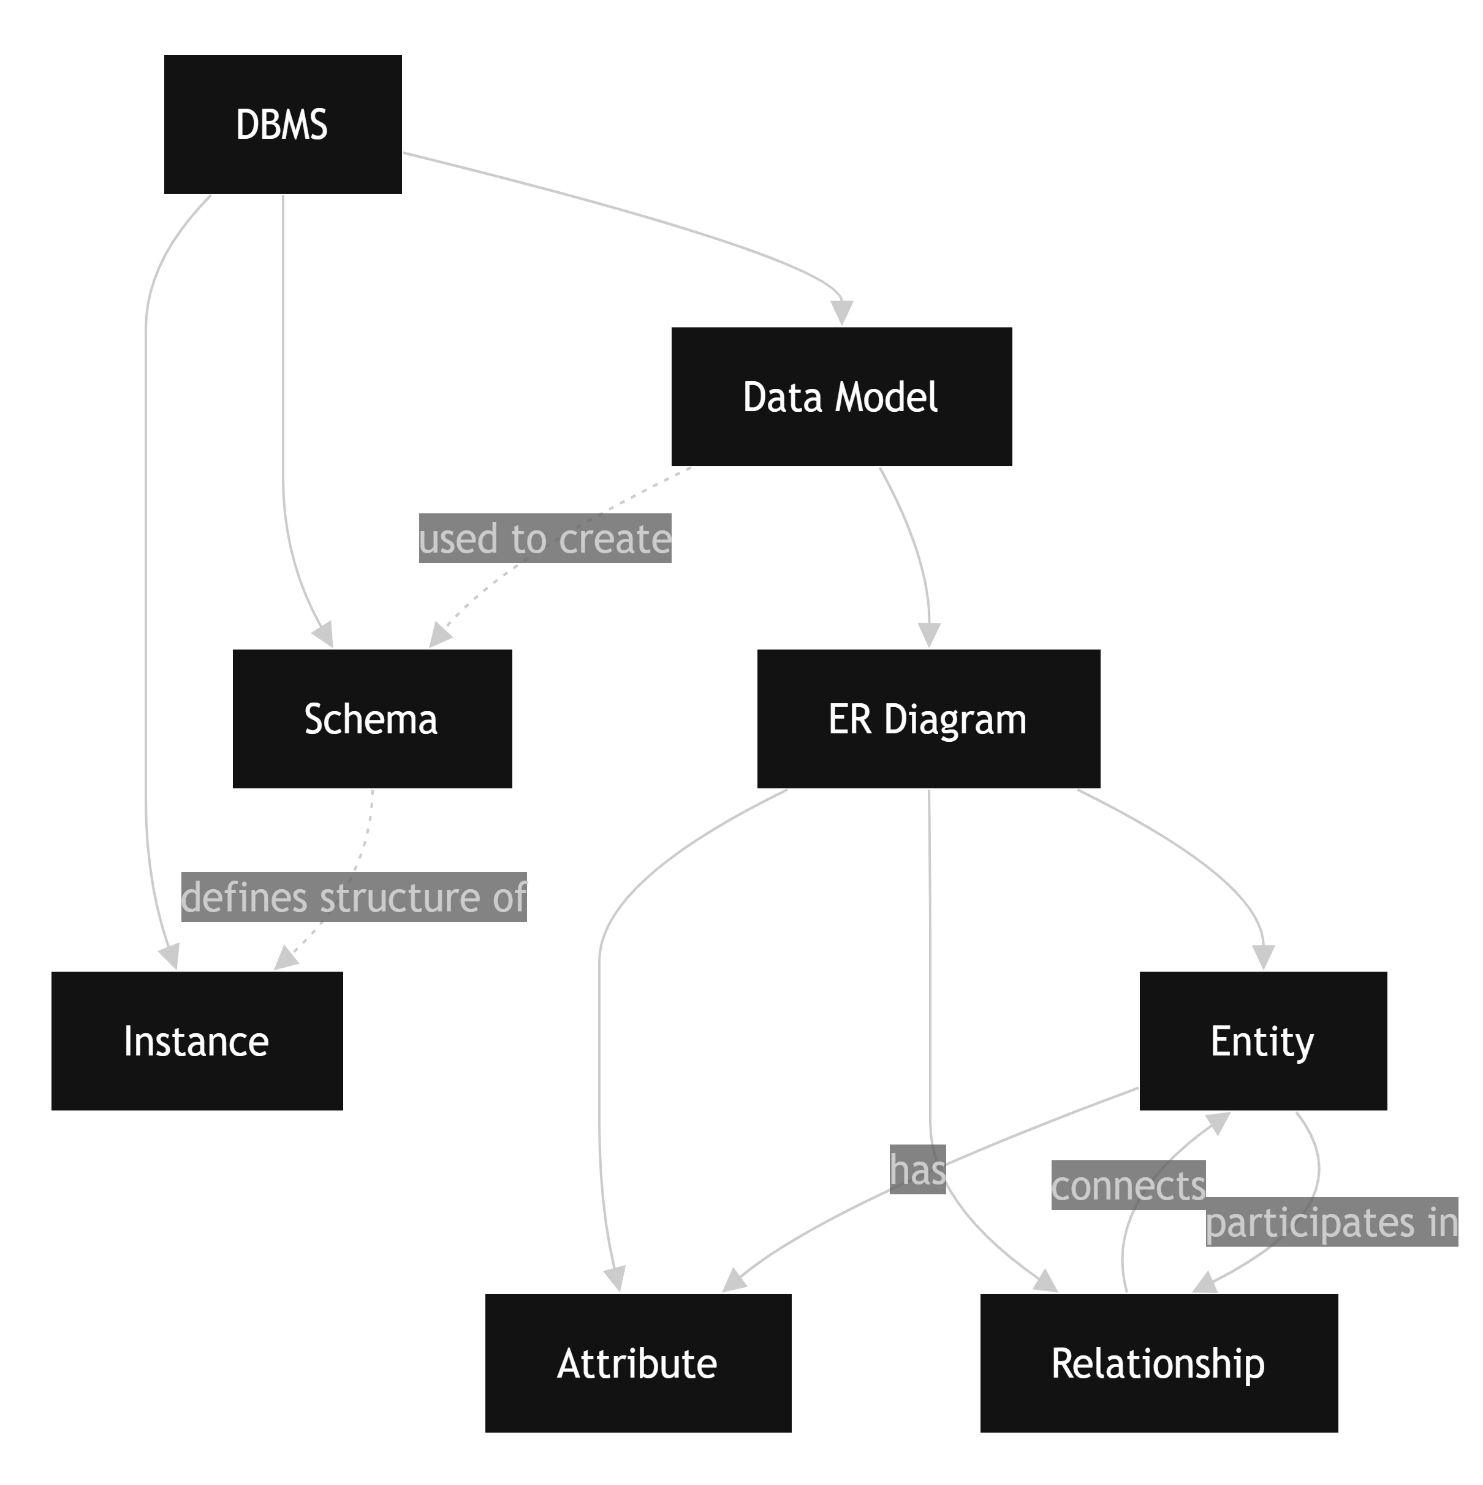 DBMS
Data Model
used to create
Schema
ER Diagram
defines structure of
Instance
Entity
has
connects
participates in
Attribute
Relationship